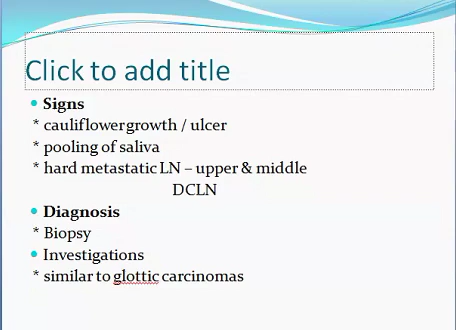 Click to add title
• Signs
* cauliflower growth / ulcer
* pooling of saliva
* hard metastatic LN – upper & middle
DCLN
• Diagnosis
* Biopsy
• Investigations
* similar to glottic carcinomas